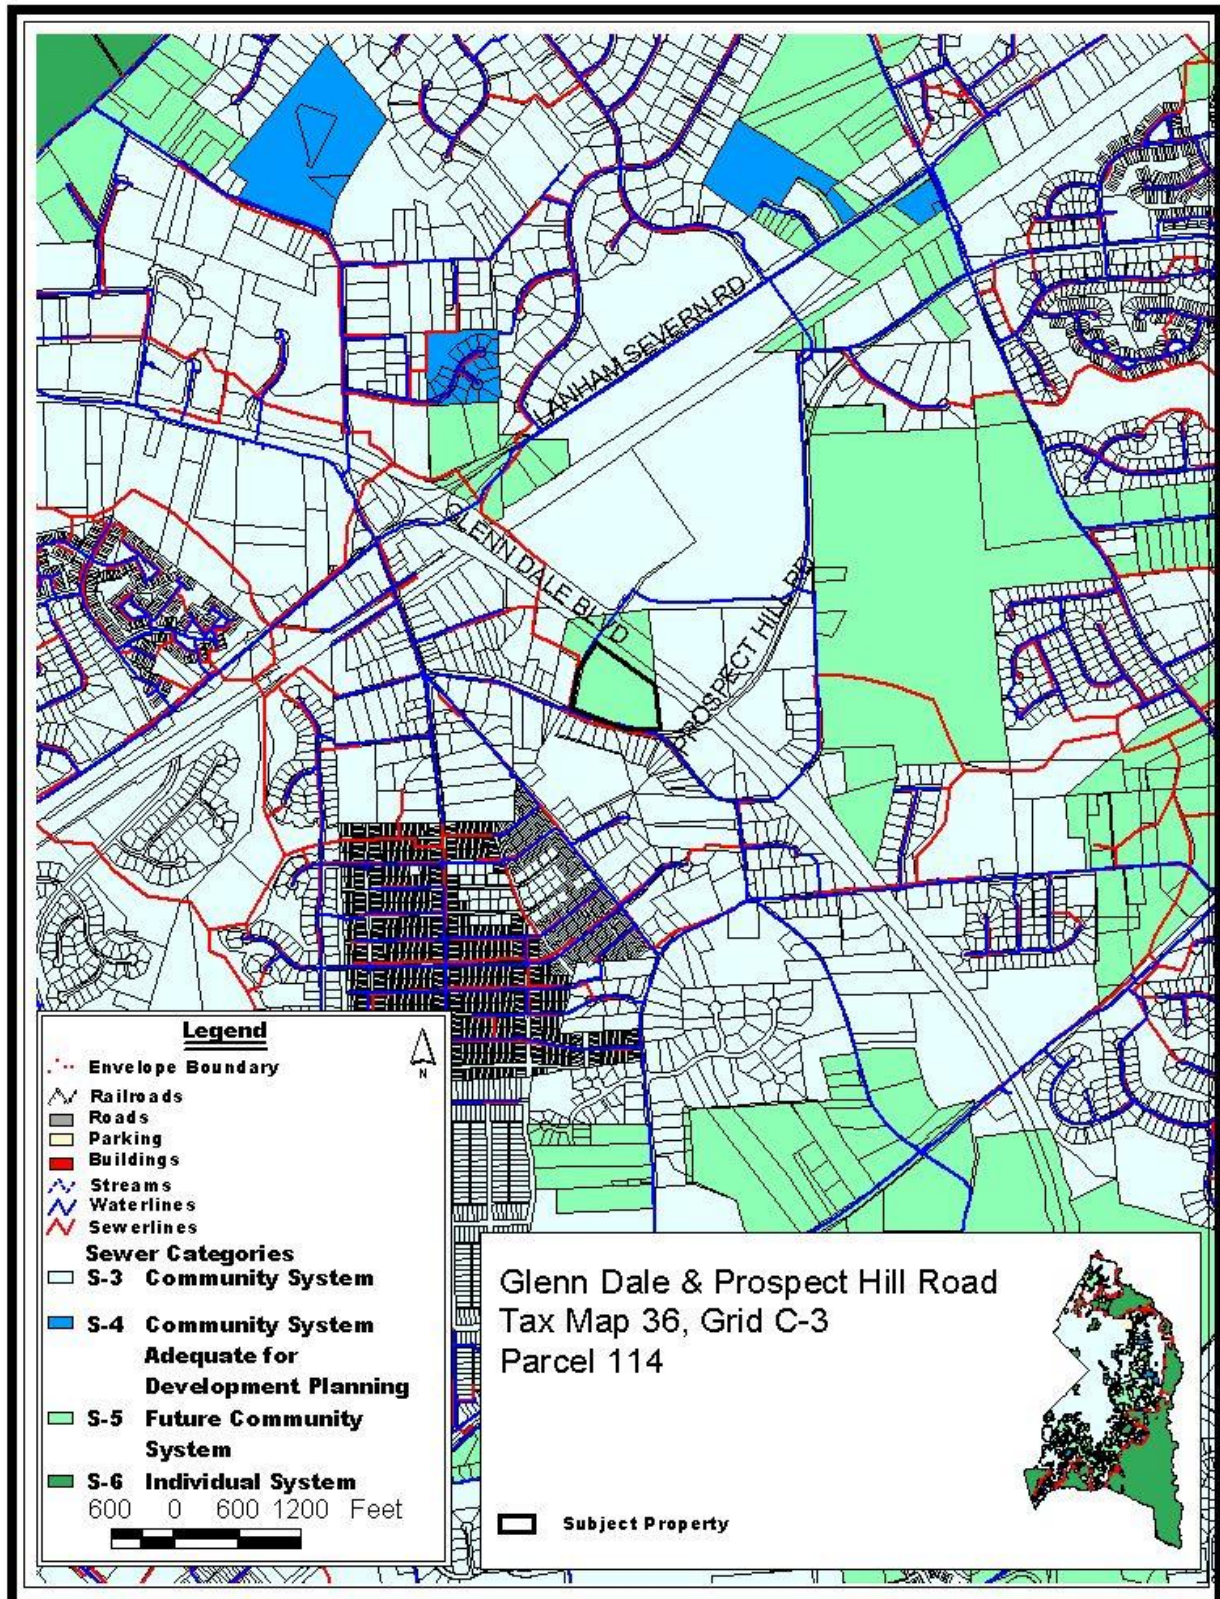 LANHAM SEVERN RD
GLENN DALE BLVD
PROSPECT HILL RD
Legend
Envelope Boundary
Railroads
Roads
Parking
Buildings
Streams
Waterlines
Sewerlines
N
Sewer Categories
S-3 Community System
S-4 Community System
Adequate for
Development Planning
S-5 Future Community
System
S-6 Individual System
600 0 600 1200 Feet
Glenn Dale & Prospect Hill Road
Tax Map 36, Grid C-3
Parcel 114
Subject Property